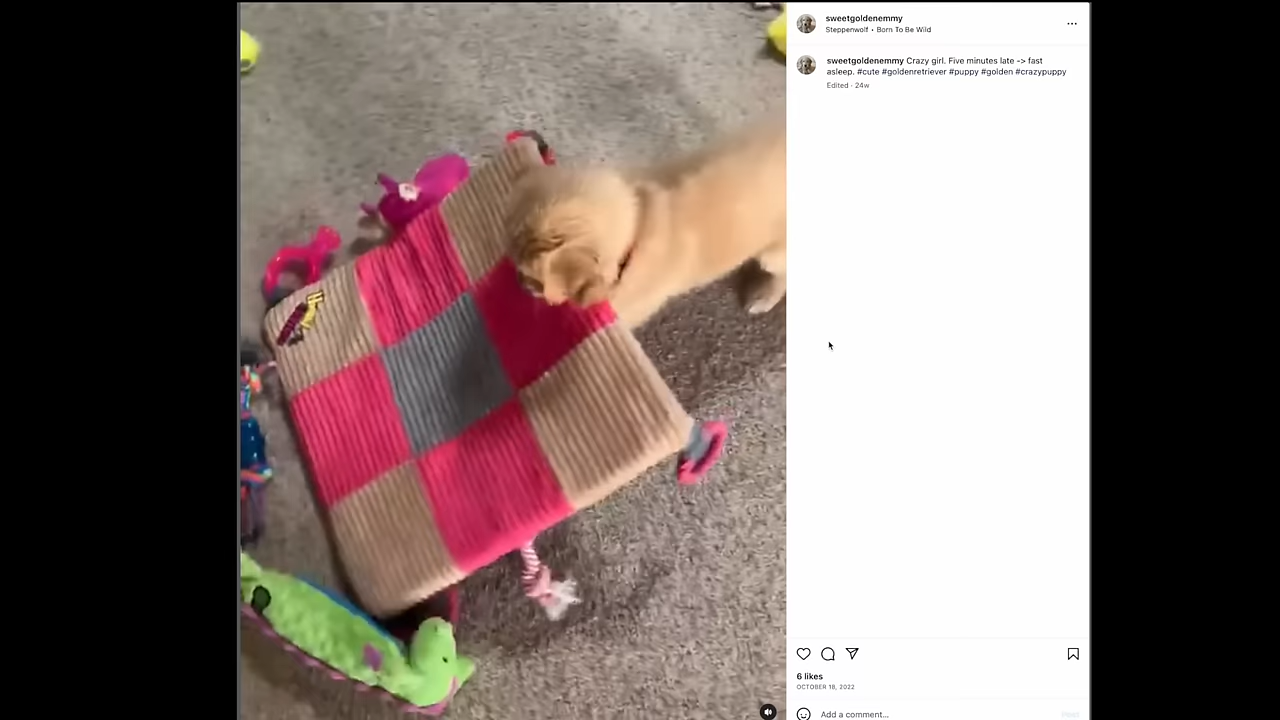 sweetgoldenemmy
Steppenwolf • Born To Be Wild
sweetgoldenemmy Crazy girl. Five minutes late -> fast
asleep. #cute #goldenretriever #puppy #golden #crazypuppy
Edited · 24w
6 likes
OCTOBER 18, 2022
Add a comment...
Post